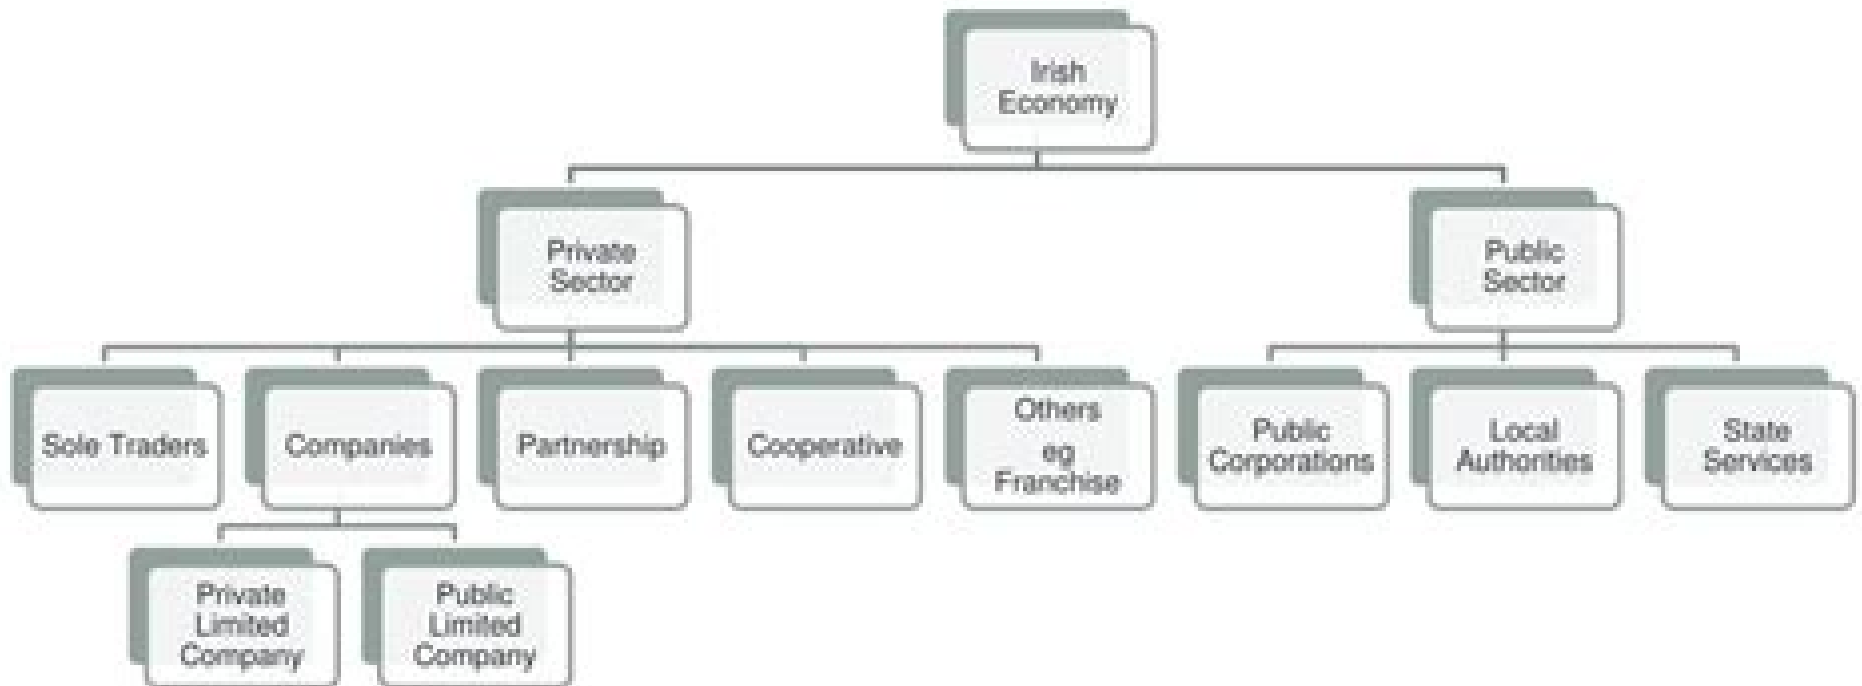 Irish
Economy
Private
Sector
Public
Sector
Sole Traders
Companies
Partnership
Cooperative
Others
eg
Franchise
Public
Corporations
Local
Authorities
State
Services
Private
Limited
Company
Public
Limited
Company